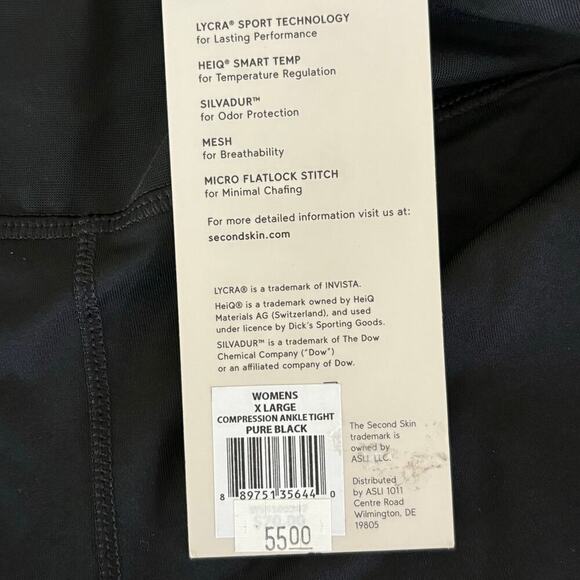 LYCRA® SPORT TECHNOLOGY
for Lasting Performance
HEIQ® SMART TEMP
for Temperature Regulation
SILVADUR™
for Odor Protection
MESH
for Breathability
MICRO FLATLOCK STITCH
for Minimal Chafing
For more detailed information visit us at:
secondskin.com
LYCRA® is a trademark of INVISTA.
HeiQ® is a trademark owned by HeiQ
Materials AG (Switzerland), and used
under licence by Dick's Sporting Goods.
SILVADUR™ is a trademark of The Dow
Chemical Company ("Dow")
or an affiliated company of Dow.
WOMENS
X LARGE
COMPRESSION ANKLE TIGHT
PURE BLACK
8 89751 35644 0
$70.00
5500
The Second Skin
trademark is
owned by
ASLI, LLC.
Distributed
by ASLI 1011
Centre Road
Wilmington, DE
19805